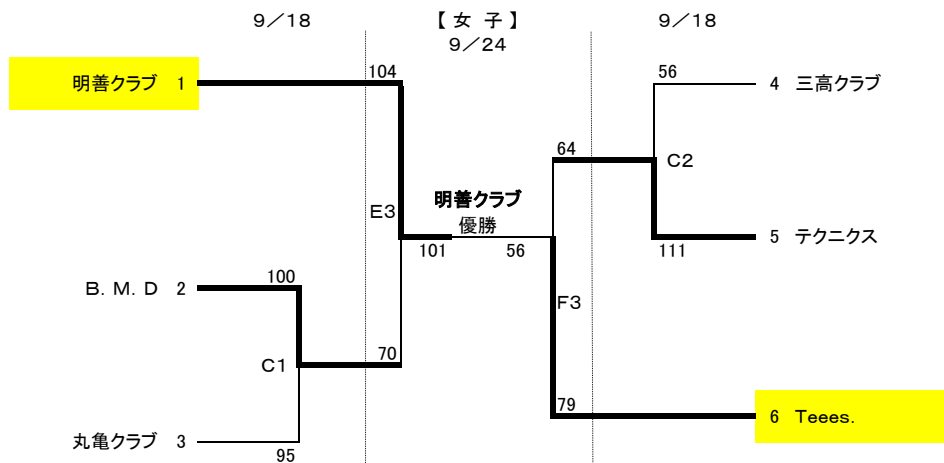 9/18
【 女 子 】
9/18
9/24
104
56
明善クラブ 1
4 三高クラブ
64
C2
明善クラブ
E3
優勝
5 テクニクス
101
56
111
100
B. M. D 2
F3
C1
70
79
6 Teees.
丸亀クラブ 3
95